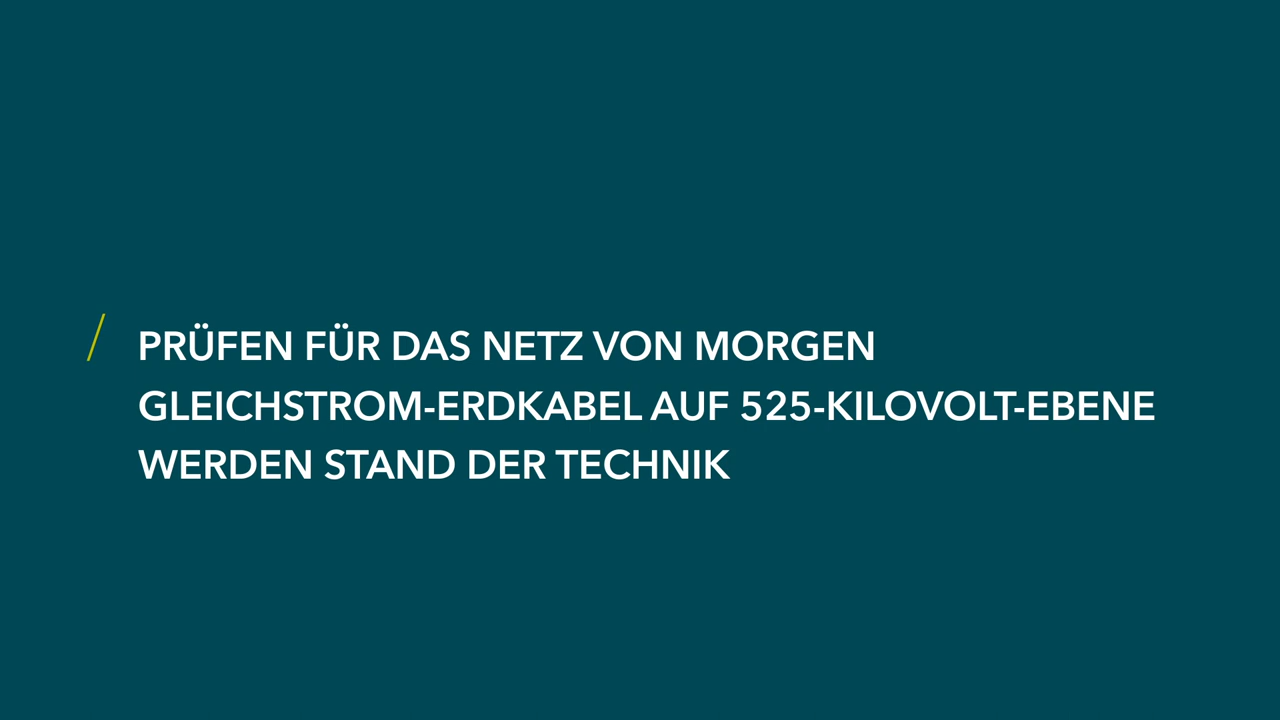 PRÜFEN FÜR DAS NETZ VON MORGEN
GLEICHSTROM-ERDKABEL AUF 525-KILOVOLT-EBENE
WERDEN STAND DER TECHNIK